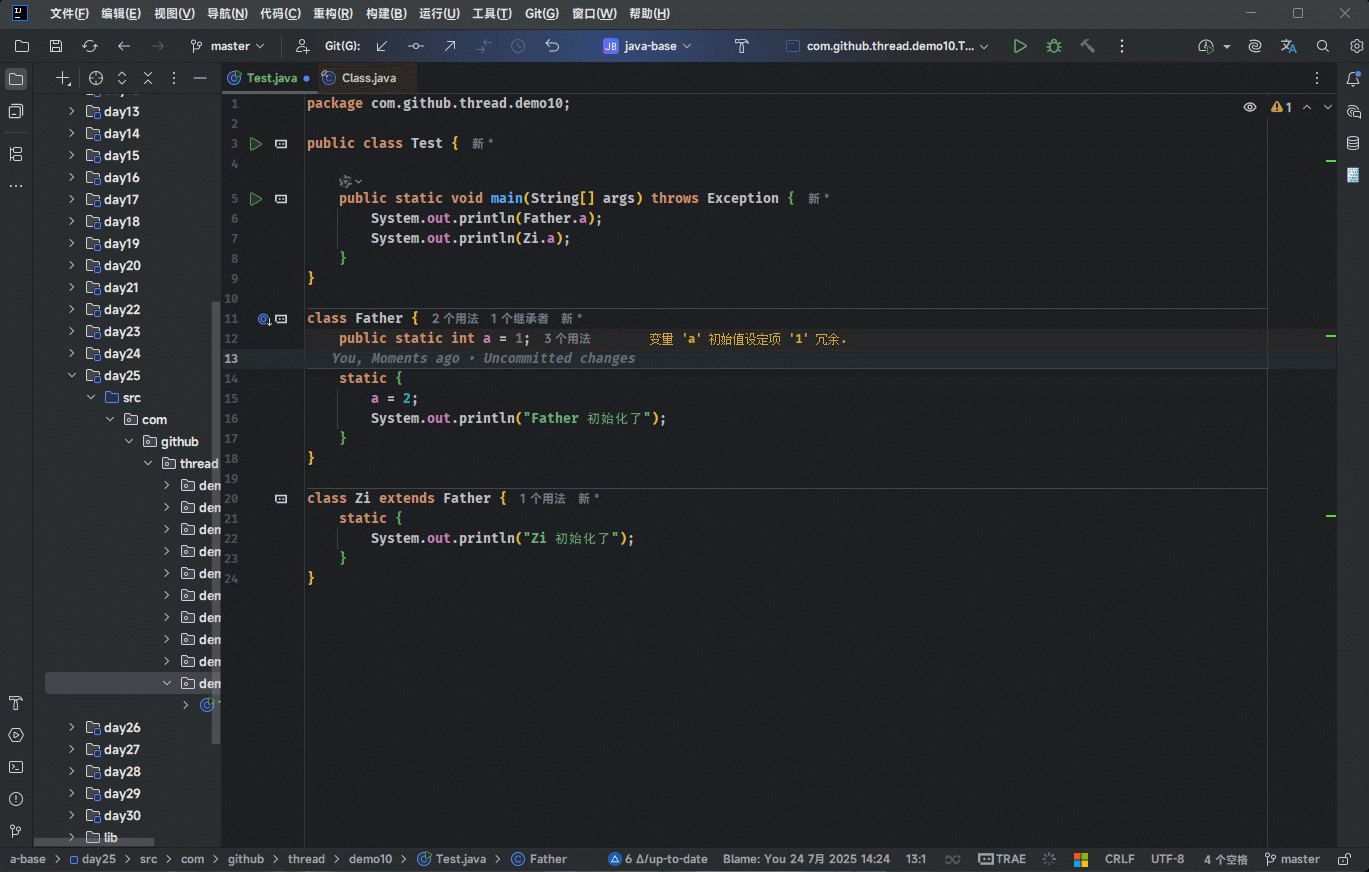 文件(F) 编辑(E) 视图(V) 导航(N) 代码(C) 重构(R) 构建(B) 运行(U) 工具(T) Git(G) 窗口(W) 帮助(H)
master Git(G): JB java-base com.github.thread.demo10.T...
Test.java Class.java
day13
day14
day15
day16
day17
day18
day19
day20
day21
day22
day23
day24
day25
src
com
github
thread
den
den
den
den
den
den
den
den
den
den
day26
day27
day28
day29
day30
lib
1 package com.github.thread.demo10; 1
2
3 public class Test { 新 *
4
5 public static void main(String[] args) throws Exception { 新 *
6 System.out.println(Father.a);
7 System.out.println(Zi.a);
8 }
9 }
10
11 class Father { 2 个用法 1 个继承者 新 *
12 public static int a = 1; 3 个用法 变量 'a' 初始值设定项 '1' 冗余.
13 You, Moments ago • Uncommitted changes
14 static {
15 a = 2;
16 System.out.println("Father 初始化了");
17 }
18 }
19
20 class Zi extends Father { 1 个用法 新 *
21 static {
22 System.out.println("Zi 初始化了");
23 }
24 }
a-base day25 src com github thread demo10 Test.java Father 6 Δ/up-to-date Blame: You 24 7月 2025 14:24 13:1 TRAE CRLF UTF-8 4 个空格 master